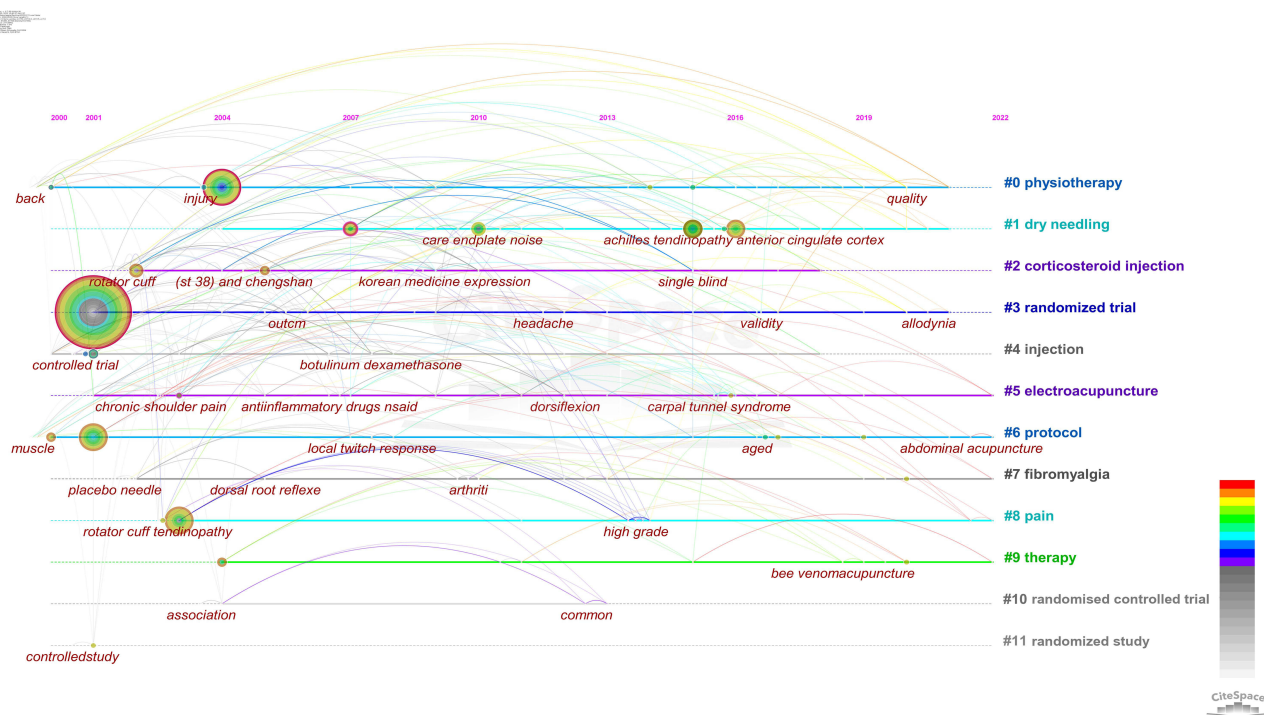 2000 2001 2004 2007 2010 2013 2016 2019 2022
back injury quality #0 physiotherapy
care endplate noise achilles tendinopathy anterior cingulate cortex #1 dry needling
rotator cuff (st 38) and chengshan korean medicine expression single blind #2 corticosteroid injection
outcm headache validity allodynia #3 randomized trial
controlled trial botulinum dexamethasone #4 injection
chronic shoulder pain antiinflammatory drugs nsaid dorsiflexion carpal tunnel syndrome #5 electroacupuncture
muscle local twitch response aged abdominal acupuncture #6 protocol
placebo needle dorsal root reflexe arthriti #7 fibromyalgia
rotator cuff tendinopathy high grade #8 pain
bee venomacupuncture #9 therapy
association common #10 randomised controlled trial
controlledstudy #11 randomized study
CiteSpace